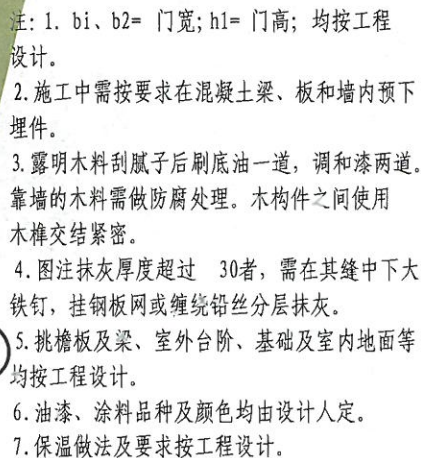 注: 1. bi、b2= 门宽; h1= 门高; 均按工程
设计。
2. 施工中需按要求在混凝土梁、板和墙内预下
埋件。
3. 露明木料刮腻子后刷底油一道, 调和漆两道。
靠墙的木料需做防腐处理。木构件之间使用
木榫交结紧密。
4. 图注抹灰厚度超过 30者, 需在其缝中下大
铁钉, 挂钢板网或缠绕铅丝分层抹灰。
5. 挑檐板及梁、室外台阶、基础及室内地面等
均按工程设计。
6. 油漆、涂料品种及颜色均由设计人定。
7. 保温做法及要求按工程设计。